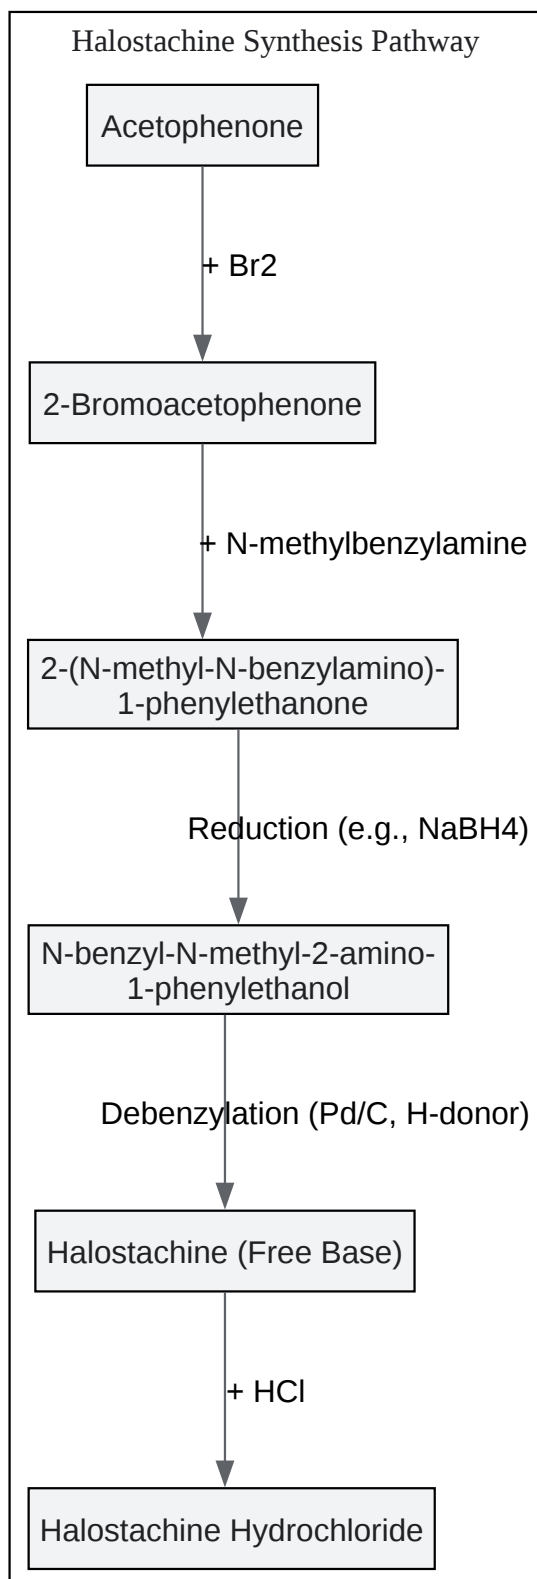 Halostachine Synthesis Pathway
Acetophenone
+ Br2
2-Bromoacetophenone
+ N-methylbenzylamine
2-(N-methyl-N-benzylamino)-
1-phenylethanone
Reduction (e.g., NaBH4)
N-benzyl-N-methyl-2-amino-
1-phenylethanol
Debenzylation (Pd/C, H-donor)
Halostachine (Free Base)
+ HCl
Halostachine Hydrochloride